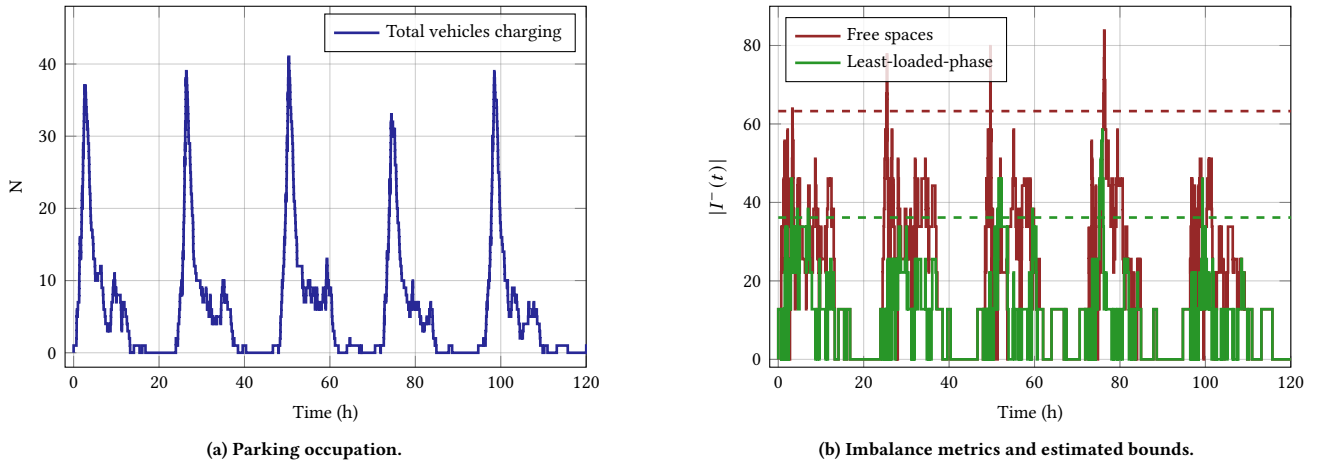 Total vehicles charging
40
30
20
10
0
N
0 20 40 60 80 100 120
Time (h)
(a) Parking occupation.
Free spaces
Least-loaded-phase
80
60
40
20
0
|I⁻(t)|
0 20 40 60 80 100 120
Time (h)
(b) Imbalance metrics and estimated bounds.